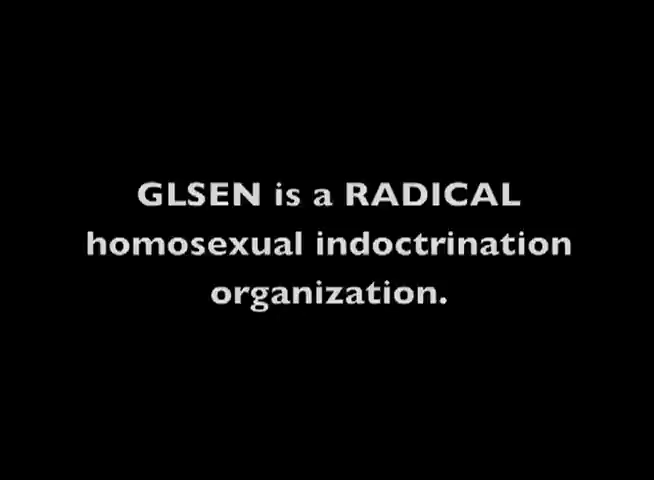 GLSEN is a RADICAL
homosexual indoctrination
organization.